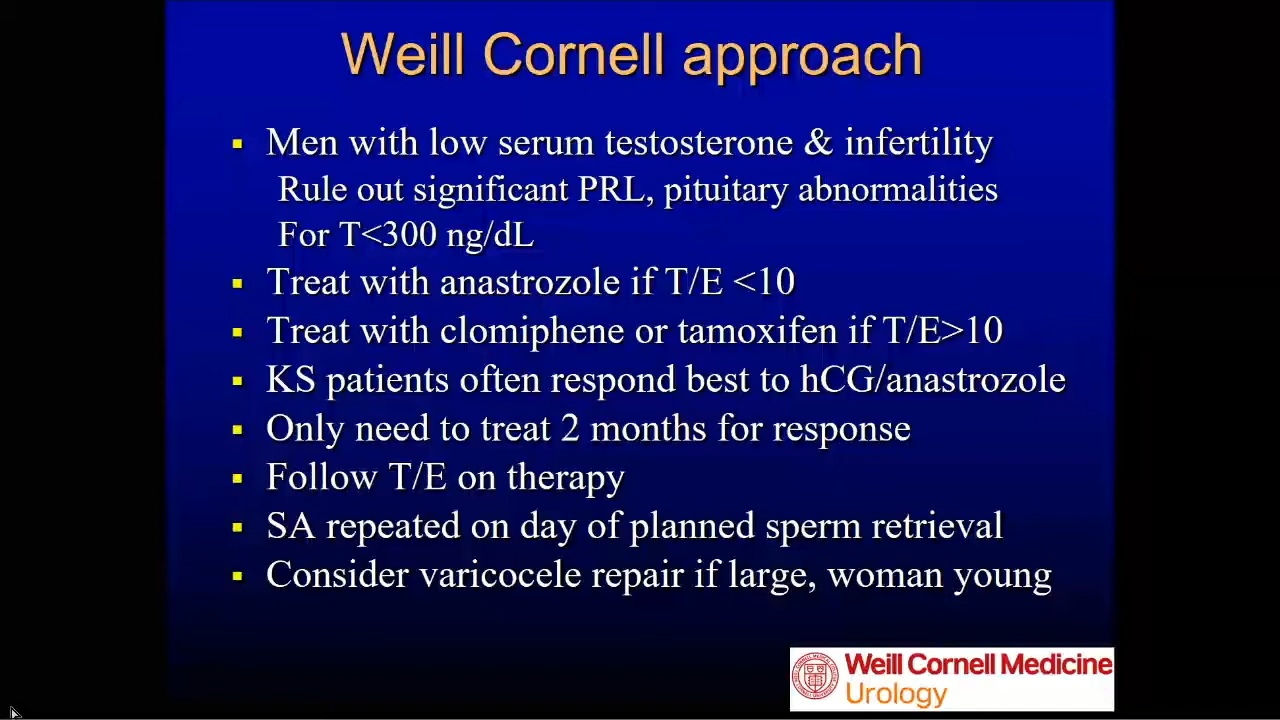 Weill Cornell approach
▪ Men with low serum testosterone & infertility
Rule out significant PRL, pituitary abnormalities
For T<300 ng/dL
▪ Treat with anastrozole if T/E <10
▪ Treat with clomiphene or tamoxifen if T/E>10
▪ KS patients often respond best to hCG/anastrozole
▪ Only need to treat 2 months for response
▪ Follow T/E on therapy
▪ SA repeated on day of planned sperm retrieval
▪ Consider varicocele repair if large, woman young
Weill Cornell Medicine
Urology